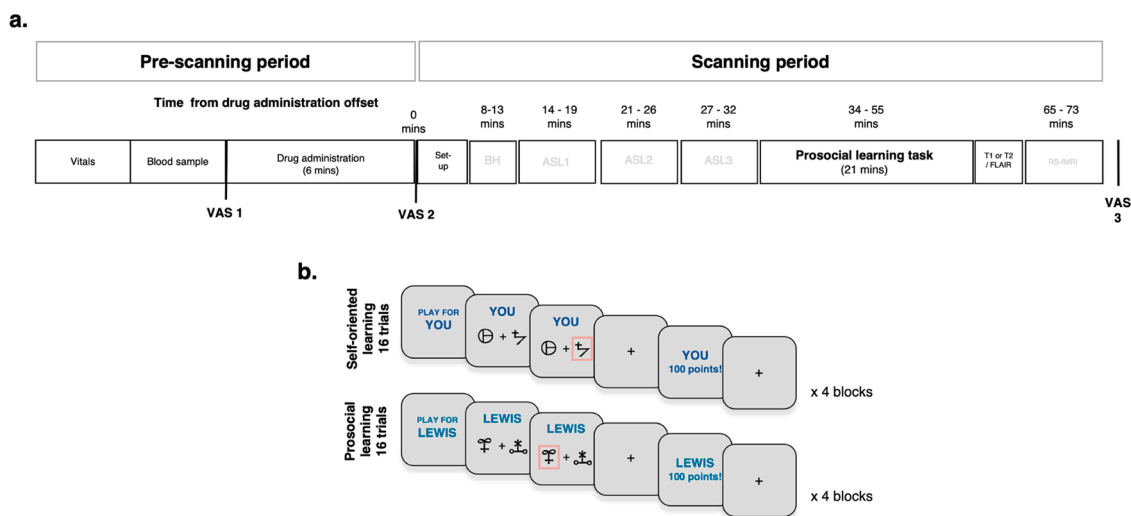 a.
Pre-scanning period
Scanning period
Time from drug administration offset
0
mins
8-13
mins
14 - 19
mins
21 - 26
mins
27 - 32
mins
34 - 55
mins
65 - 73
mins
Vitals
Blood sample
Drug administration
(6 mins)
Set-
up
BH
ASL1
ASL2
ASL3
Prosocial learning task
(21 mins)
T1 or T2
/ FLAIR
RS-fMRI
VAS 1
VAS 2
VAS
3
b.
Self-oriented
learning
16 trials
PLAY FOR
YOU
YOU
+
YOU
+
+
YOU
100 points!
+
x 4 blocks
Prosocial
learning
16 trials
PLAY FOR
LEWIS
LEWIS
+
LEWIS
+
+
LEWIS
100 points!
+
x 4 blocks